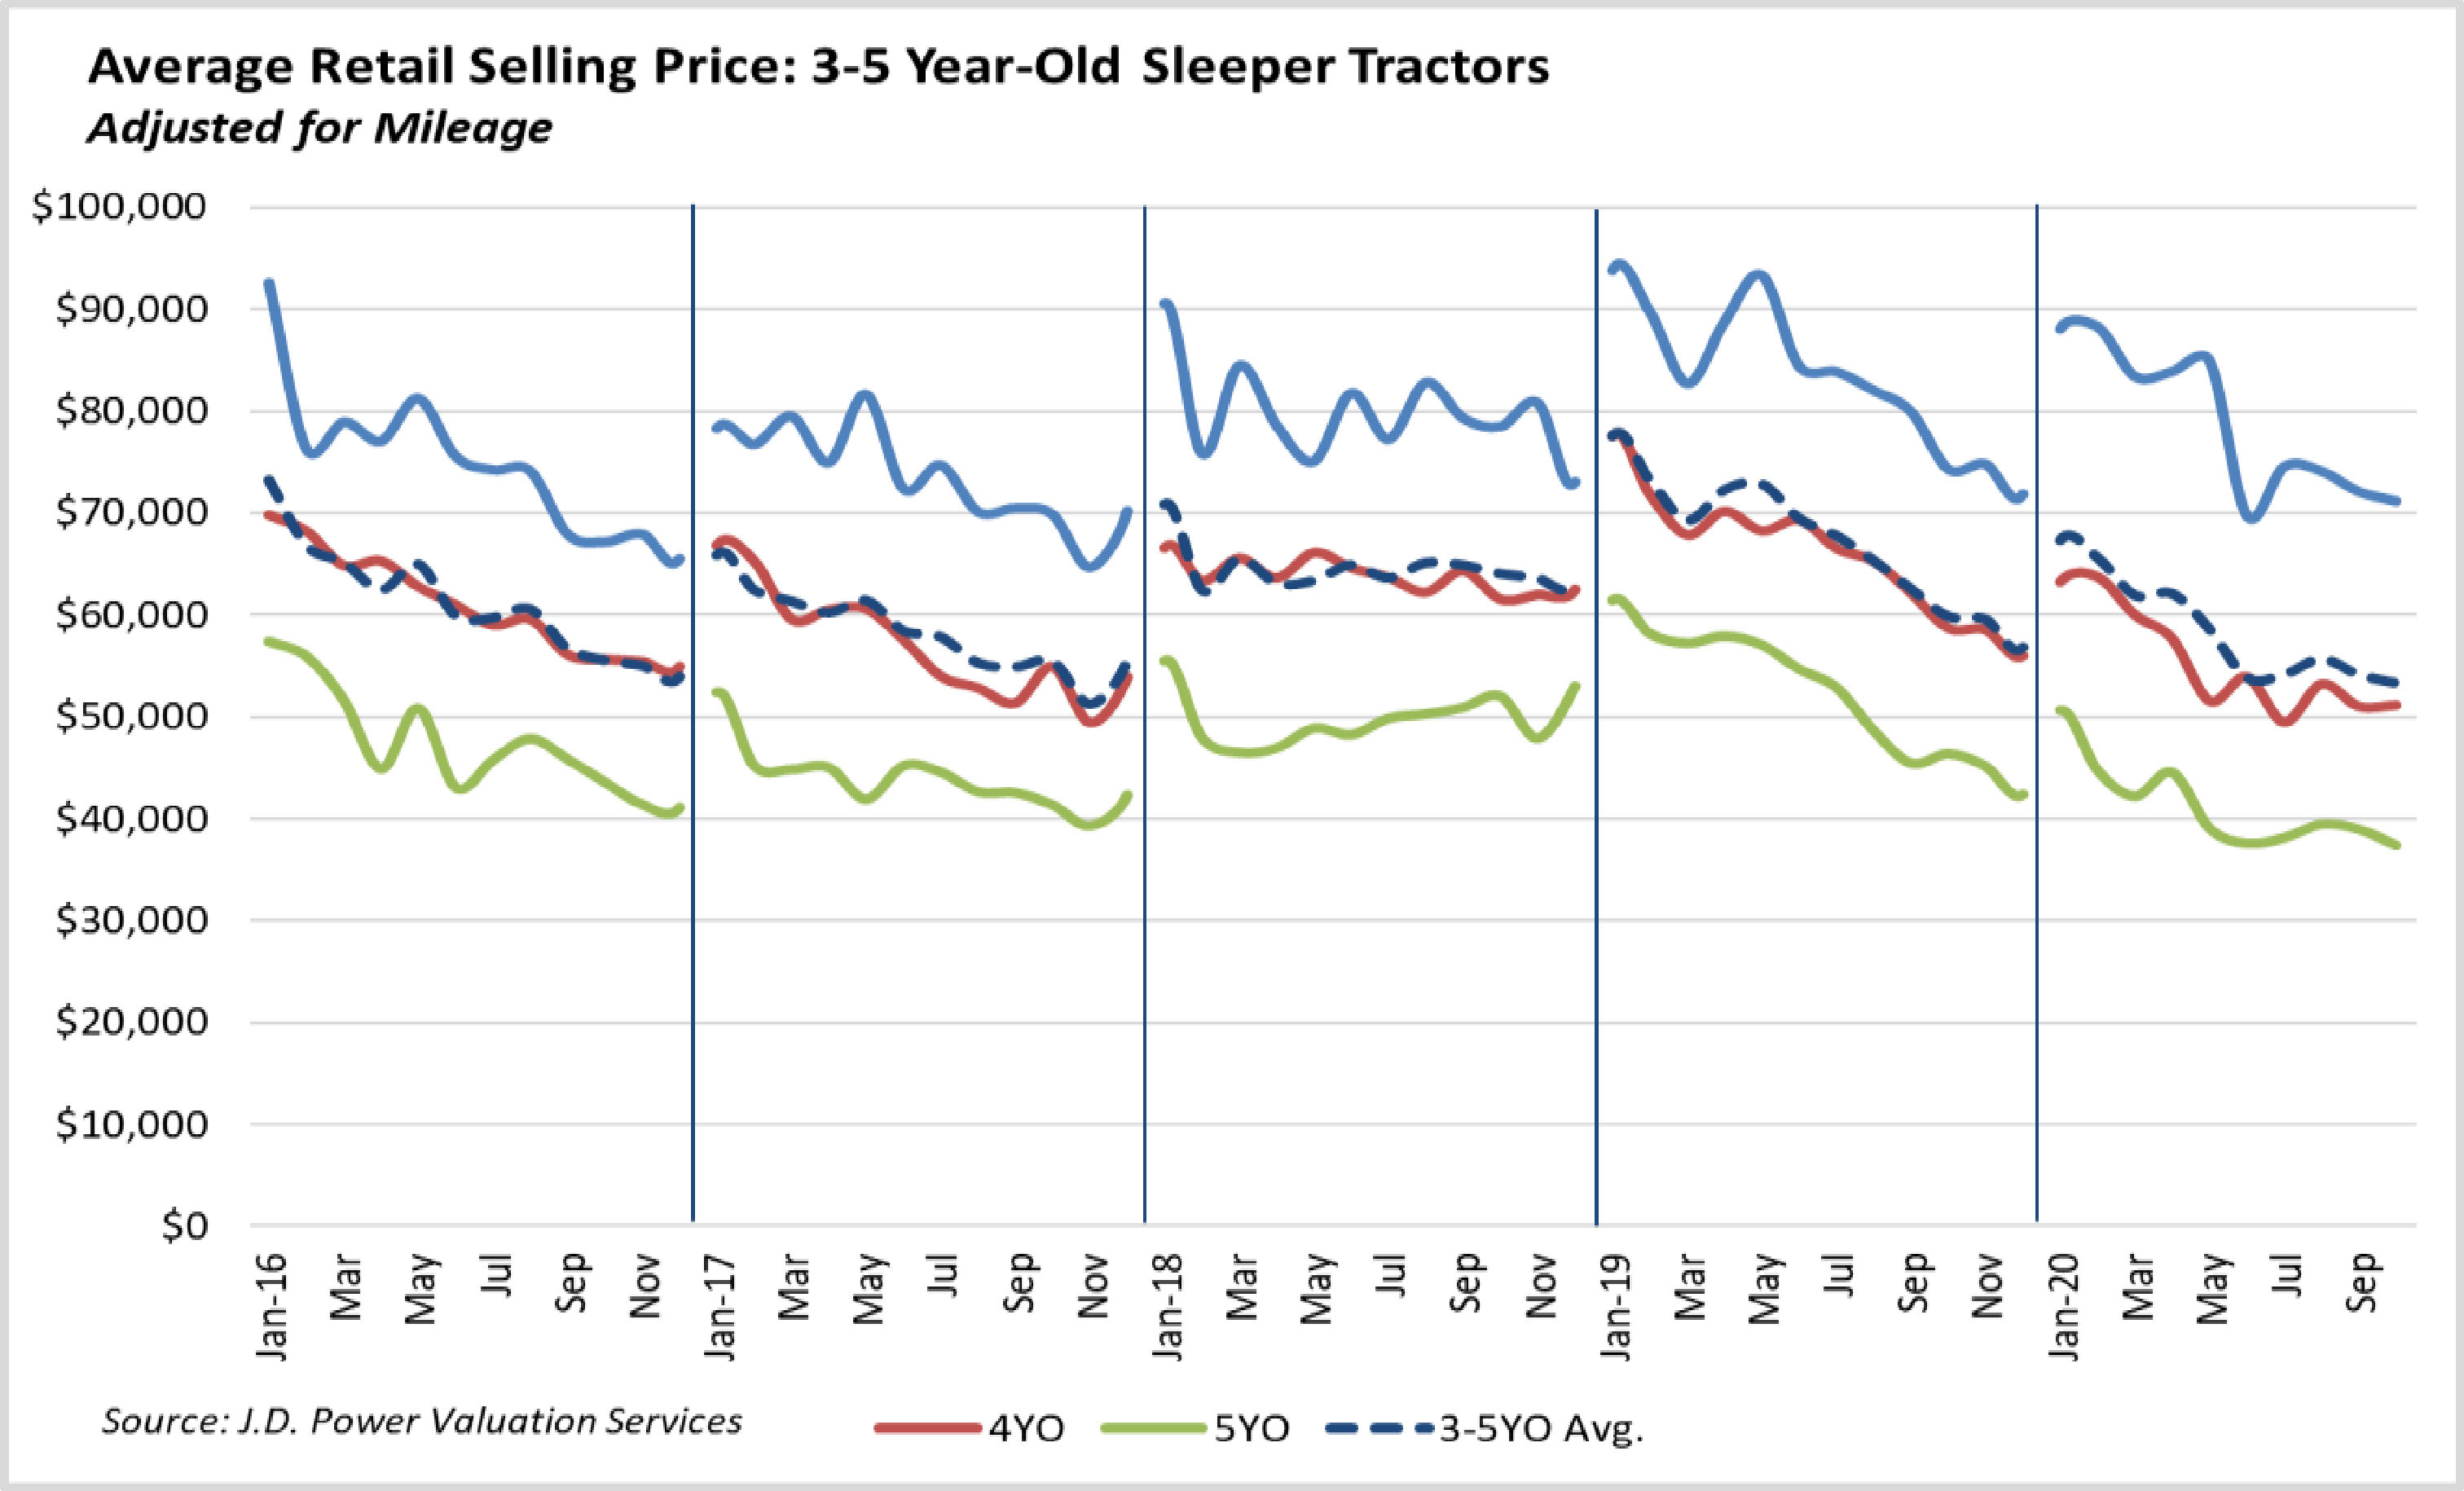 Average Retail Selling Price: 3-5 Year-Old Sleeper Tractors
Adjusted for Mileage
$100,000
$90,000
$80,000
$70,000
$60,000
$50,000
$40,000
$30,000
$20,000
$10,000
$0
Jan-16
Mar
May
Jul
Sep
Nov
Jan-17
Mar
May
Jul
Sep
Nov
Jan-18
Mar
May
Jul
Sep
Nov
Jan-19
Mar
May
Jul
Sep
Nov
Jan-20
Mar
May
Jul
Sep
Source: J.D. Power Valuation Services
4YO
5YO
3-5YO Avg.